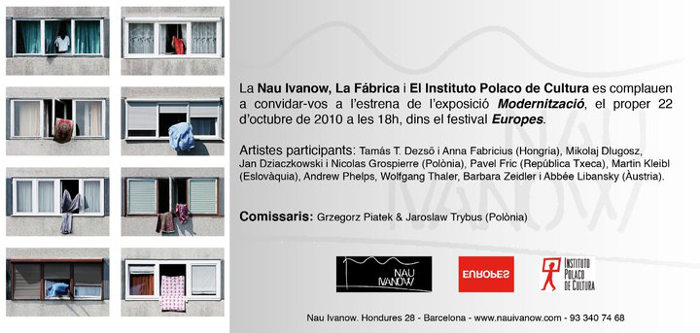 La Nau Ivanow, La Fábrica i El Instituto Polaco de Cultura es complauen
a convidar-vos a l'estrena de l'exposició Modernització, el proper 22
d'octubre de 2010 a les 18h, dins el festival Europes.
Artistes participants: Tamás T. Dezső i Anna Fabricius (Hongria), Mikolaj Dlugosz,
Jan Dziaczkowski i Nicolas Grospierre (Polònia), Pavel Fric (República Txeca), Martin Kleibl
(Eslovàquia), Andrew Phelps, Wolfgang Thaler, Barbara Zeidler i Abbée Libansky (Àustria).
Comissaris: Grzegorz Piatek & Jaroslaw Trybus (Polònia)
NAU
IVANOW
NAU
IVANOW
EUROPES
INSTITUTO
POLACO
DE CULTURA
Nau Ivanow. Hondures 28 - Barcelona - www.nauivanow.com - 93 340 74 68